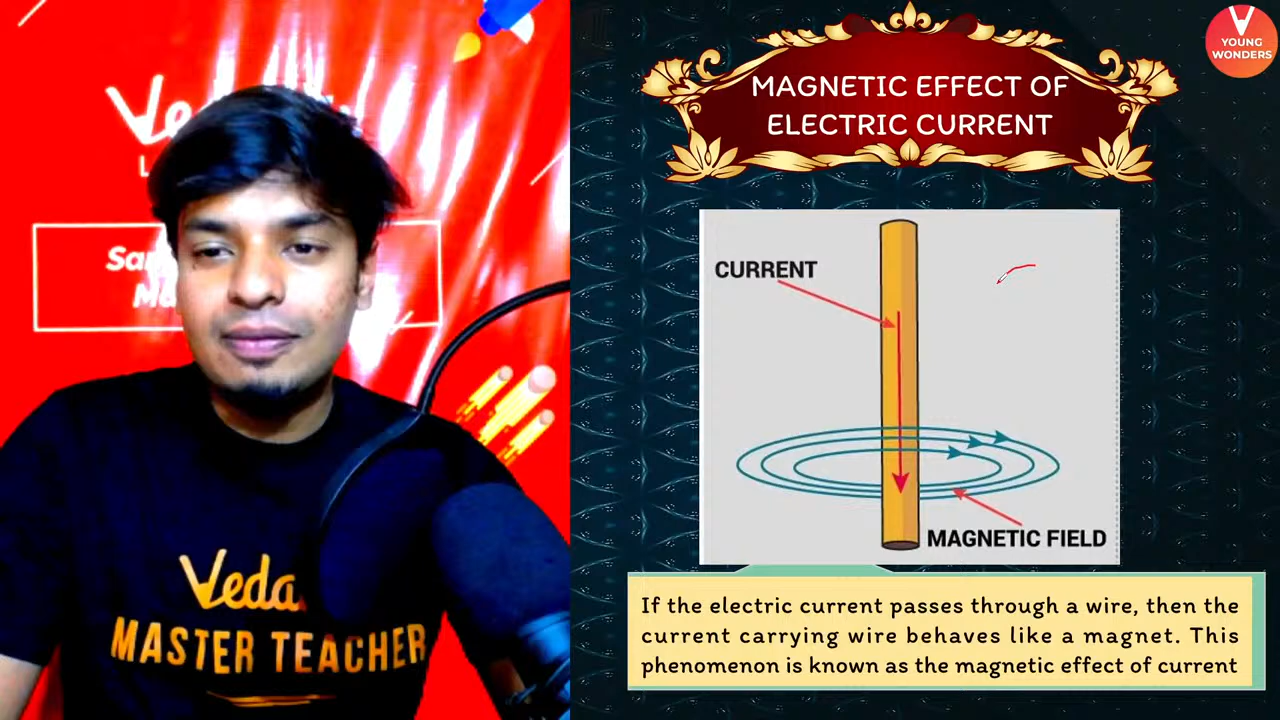 MAGNETIC EFFECT OF
ELECTRIC CURRENT
YOUNG
WONDERS
CURRENT
MAGNETIC FIELD
If the electric current passes through a wire, then the
current carrying wire behaves like a magnet. This
phenomenon is known as the magnetic effect of current
MASTER TEACHER